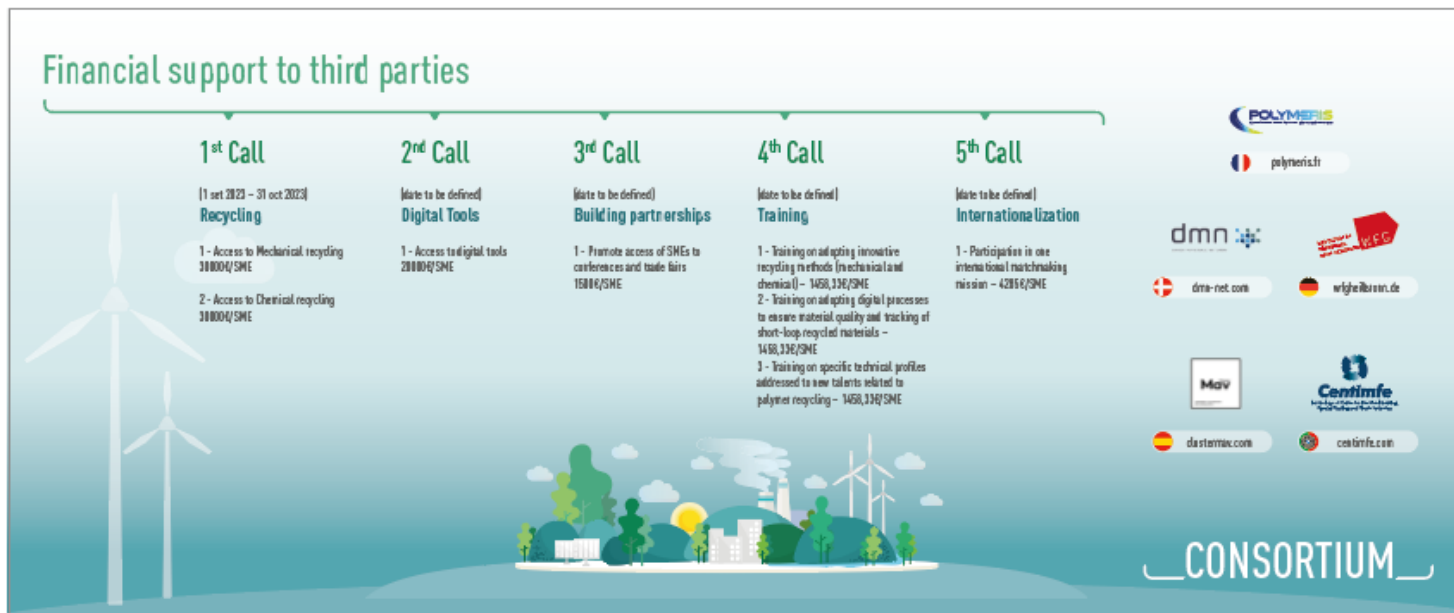 Financial support to third parties
1st Call
(1 set 2023 – 31 oct 2023)
Recycling
1 - Access to Mechanical recycling
30000€/SME
2 - Access to Chemical recycling
30000€/SME
2nd Call
(date to be defined)
Digital Tools
1 - Access to digital tools
20000€/SME
3rd Call
(date to be defined)
Building partnerships
1 - Promote access of SMEs to
conferences and trade fairs
1500€/SME
4th Call
(date to be defined)
Training
1 - Training on adopting innovative
recycling methods (mechanical and
chemical) – 1458,33€/SME
2 - Training on adopting digital processes
to ensure material quality and tracking of
short-loop recycled materials –
1458,33€/SME
3 - Training on specific technical profiles
addressed to new talents related to
polymer recycling – 1458,33€/SME
5th Call
(date to be defined)
Internationalization
1 - Participation in one
international matchmaking
mission – 4285€/SME
POLYMERIS
polymeris.fr
dmn
WFG
dmn-net.com
wfgheilbronn.de
Mav
Centimfe
clustermav.com
centimfe.com
CONSORTIUM